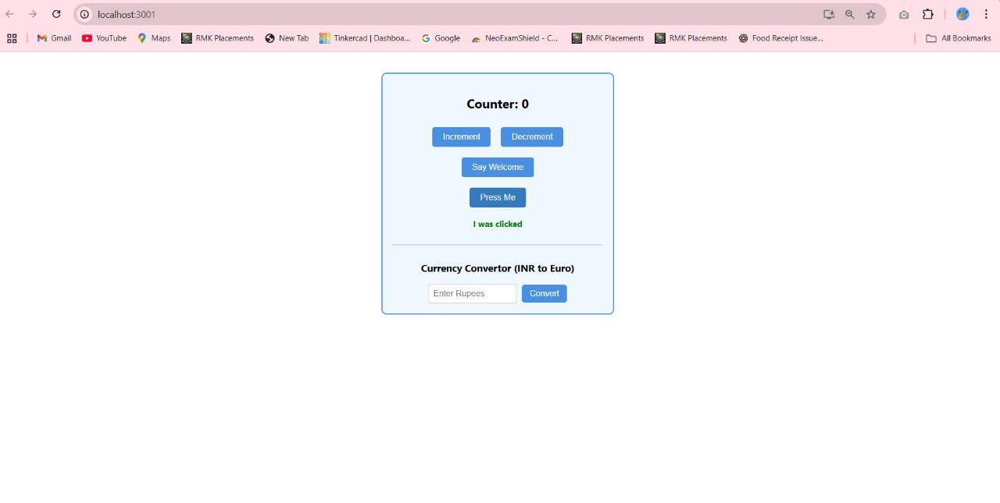 localhost:3001
Gmail YouTube Maps RMK Placements New Tab Tinkercad | Dashboa... Google NeoExamShield - C... RMK Placements RMK Placements Food Receipt Issue... All Bookmarks
Counter: 0
Increment Decrement
Say Welcome
Press Me
I was clicked
Currency Convertor (INR to Euro)
Enter Rupees Convert